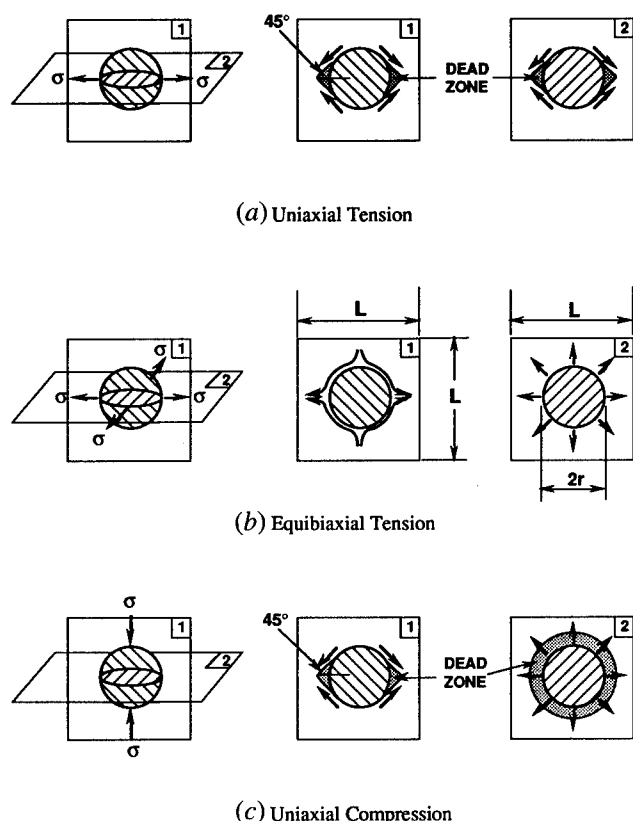 1
2
σ
σ
45°
1
DEAD
ZONE
2
(a) Uniaxial Tension
1
2
σ
σ
σ
σ
L
1
L
L
2
2r
(b) Equibiaxial Tension
1
2
σ
σ
45°
1
DEAD
ZONE
2
(c) Uniaxial Compression